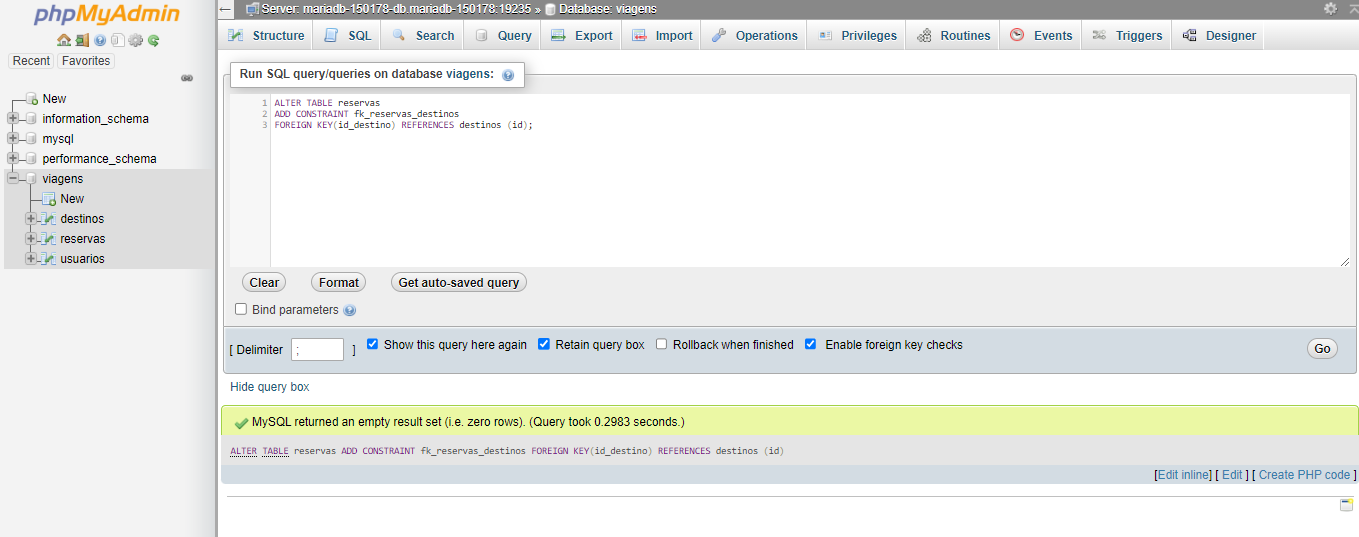 phpMyAdmin
Recent Favorites
New
information_schema
mysql
performance_schema
viagens
New
destinos
reservas
usuarios
Server: mariadb-150178-db.mariadb-150178:19235 » Database: viagens
Structure SQL Search Query Export Import Operations Privileges Routines Events Triggers Designer
Run SQL query/queries on database viagens:
1 ALTER TABLE reservas
2 ADD CONSTRAINT fk_reservas_destinos
3 FOREIGN KEY(id_destino) REFERENCES destinos (id);
Clear Format Get auto-saved query
Bind parameters
[ Delimiter ; ] Show this query here again Retain query box Rollback when finished Enable foreign key checks Go
Hide query box
MySQL returned an empty result set (i.e. zero rows). (Query took 0.2983 seconds.)
ALTER TABLE reservas ADD CONSTRAINT fk_reservas_destinos FOREIGN KEY(id_destino) REFERENCES destinos (id)
[Edit inline] [ Edit ] [ Create PHP code ]